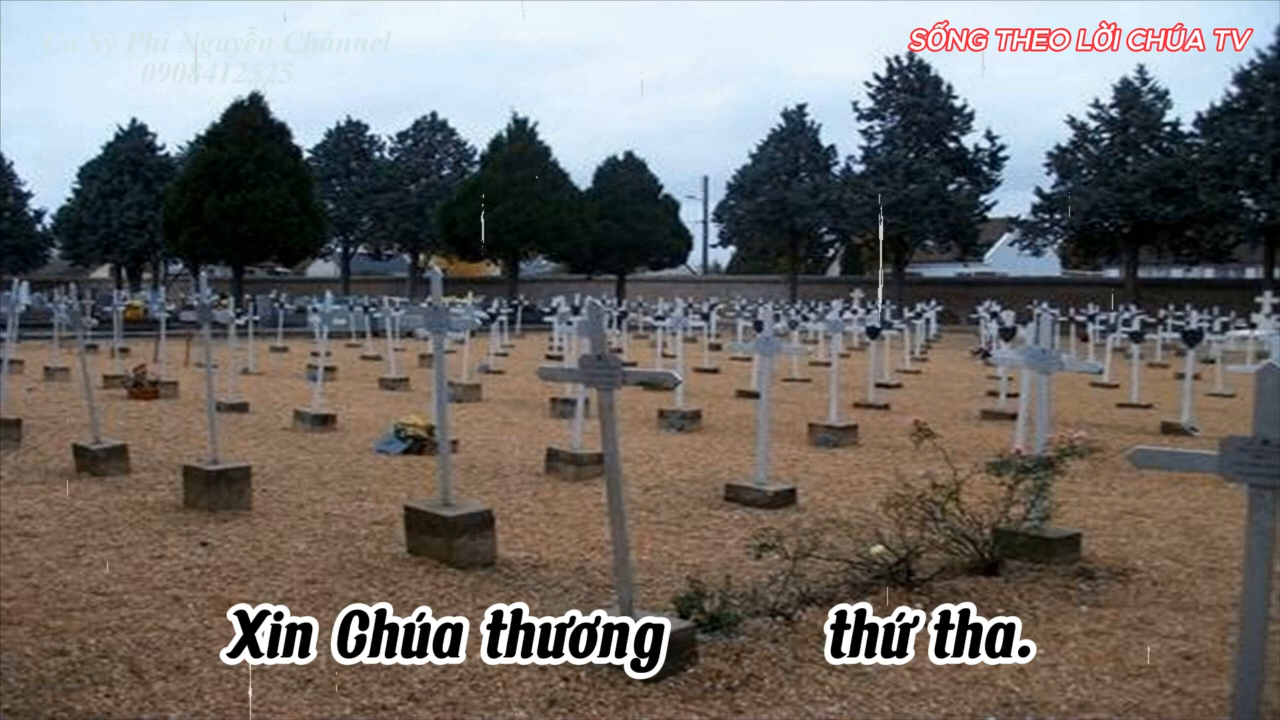 Ca Sỹ Phi Nguyễn Channel
0908412525
SỐNG THEO LỜI CHÚA TV
Xin Chúa thương thứ tha.